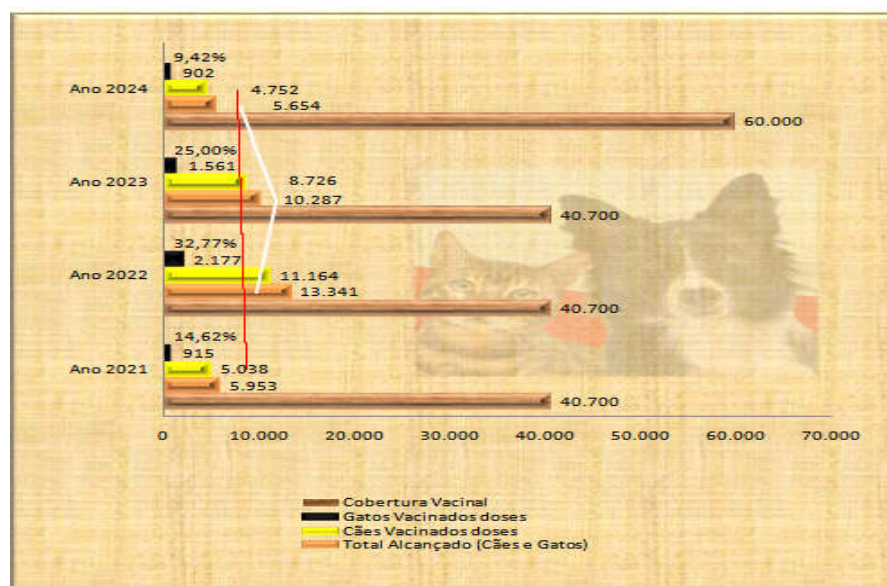 9,42%
902
Ano 2024
4.752
5.654
60.000
25,00%
1.561
Ano 2023
8.726
10.287
40.700
32,77%
2.177
Ano 2022
11.164
13.341
40.700
14,62%
915
Ano 2021
5.038
5.953
40.700
0 10.000 20.000 30.000 40.000 50.000 60.000 70.000
Cobertura Vacinal
Gatos Vacinados doses
Cães Vacinados doses
Total Alcançado (Cães e Gatos)